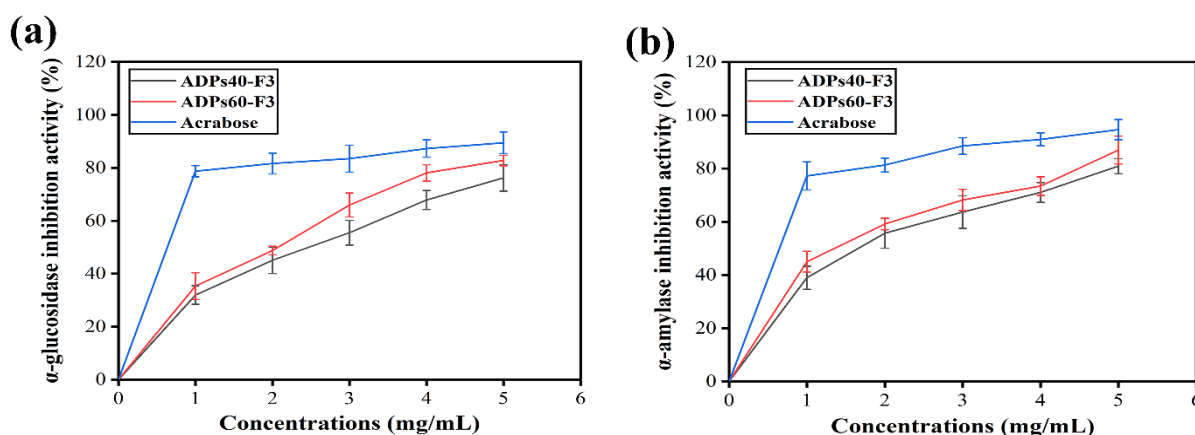 (a)
α-glucosidase inhibition activity (%)
120
100
80
60
40
20
0
ADPs40-F3
ADPs60-F3
Acrabose
0 1 2 3 4 5 6
Concentrations (mg/mL)
(b)
α-amylase inhibition activity (%)
120
100
80
60
40
20
0
ADPs40-F3
ADPs60-F3
Acrabose
0 1 2 3 4 5 6
Concentrations (mg/mL)